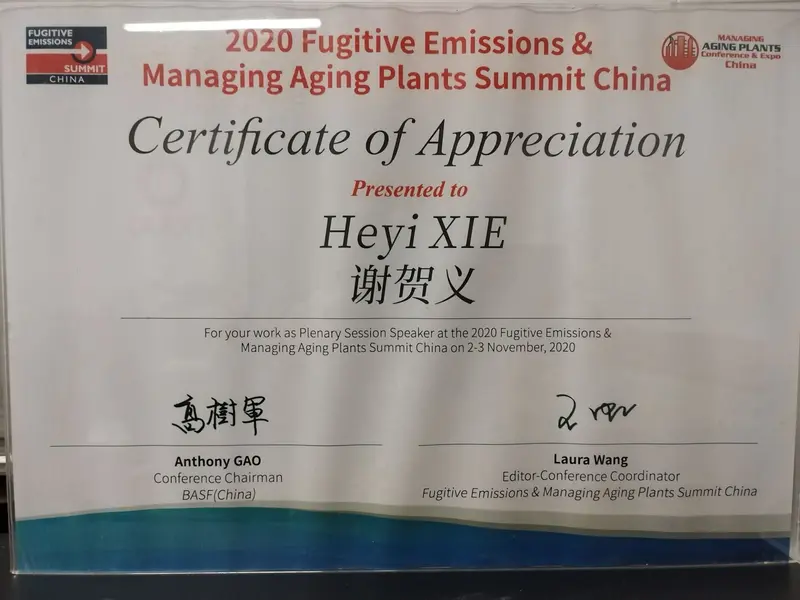 FUGITIVE
EMISSIONS
SUMMIT
CHINA
2020 Fugitive Emissions &
Managing Aging Plants Summit China
MANAGING
AGING PLANTS
Conference & Expo
China
Certificate of Appreciation
Presented to
Heyi XIE
谢贺义
For your work as Plenary Session Speaker at the 2020 Fugitive Emissions &
Managing Aging Plants Summit China on 2-3 November, 2020
高樹軍
Anthony GAO
Conference Chairman
BASF(China)
Laura Wang
Editor-Conference Coordinator
Fugitive Emissions & Managing Aging Plants Summit China